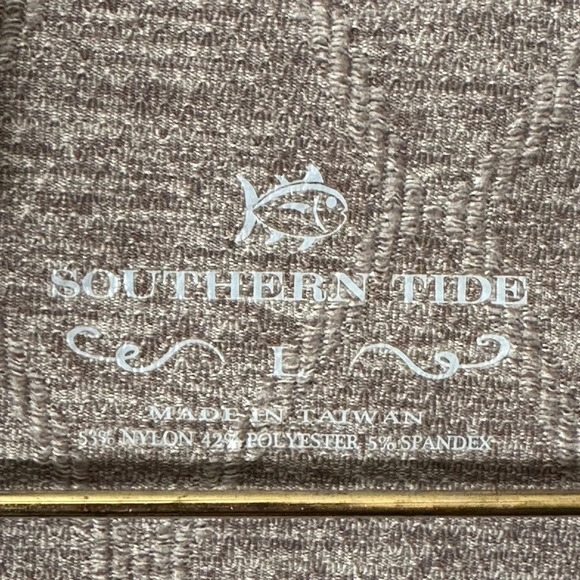 SOUTHERN TIDE
L
MADE IN TAIWAN
53% NYLON 42% POLYESTER 5% SPANDEX